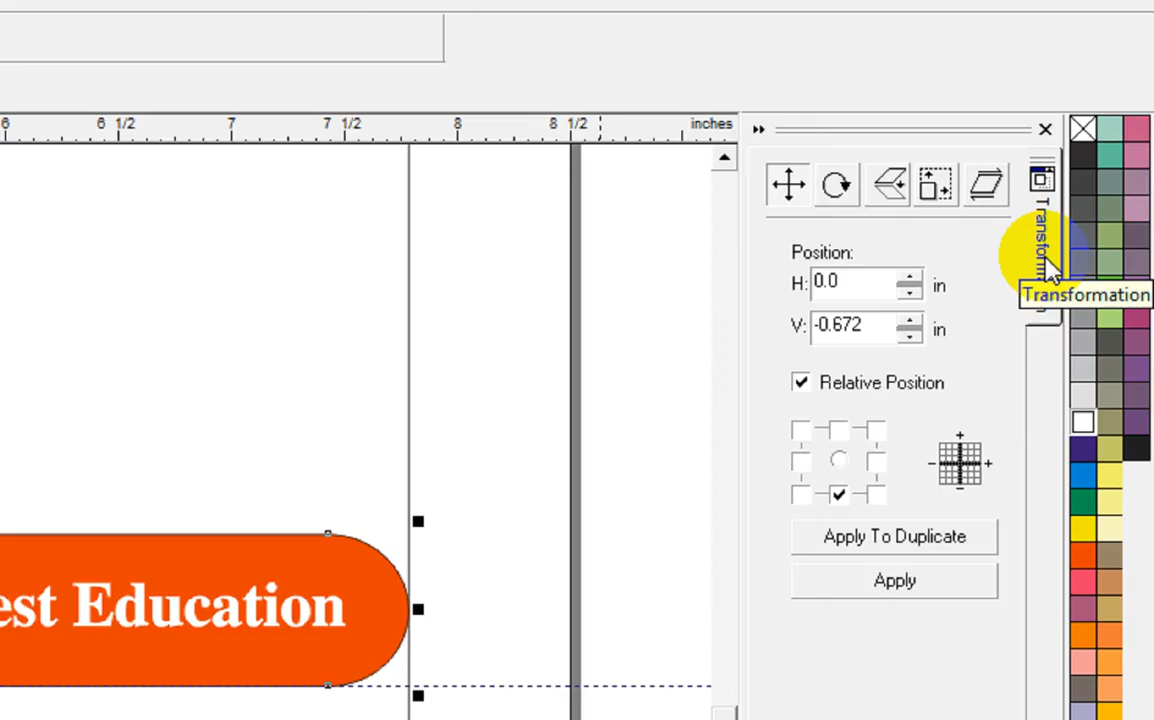 6 6 1/2 7 7 1/2 8 8 1/2 inches
Position:
H: 0.0 in
V: -0.672 in
Relative Position
Apply To Duplicate
Apply
Transformation
est Education